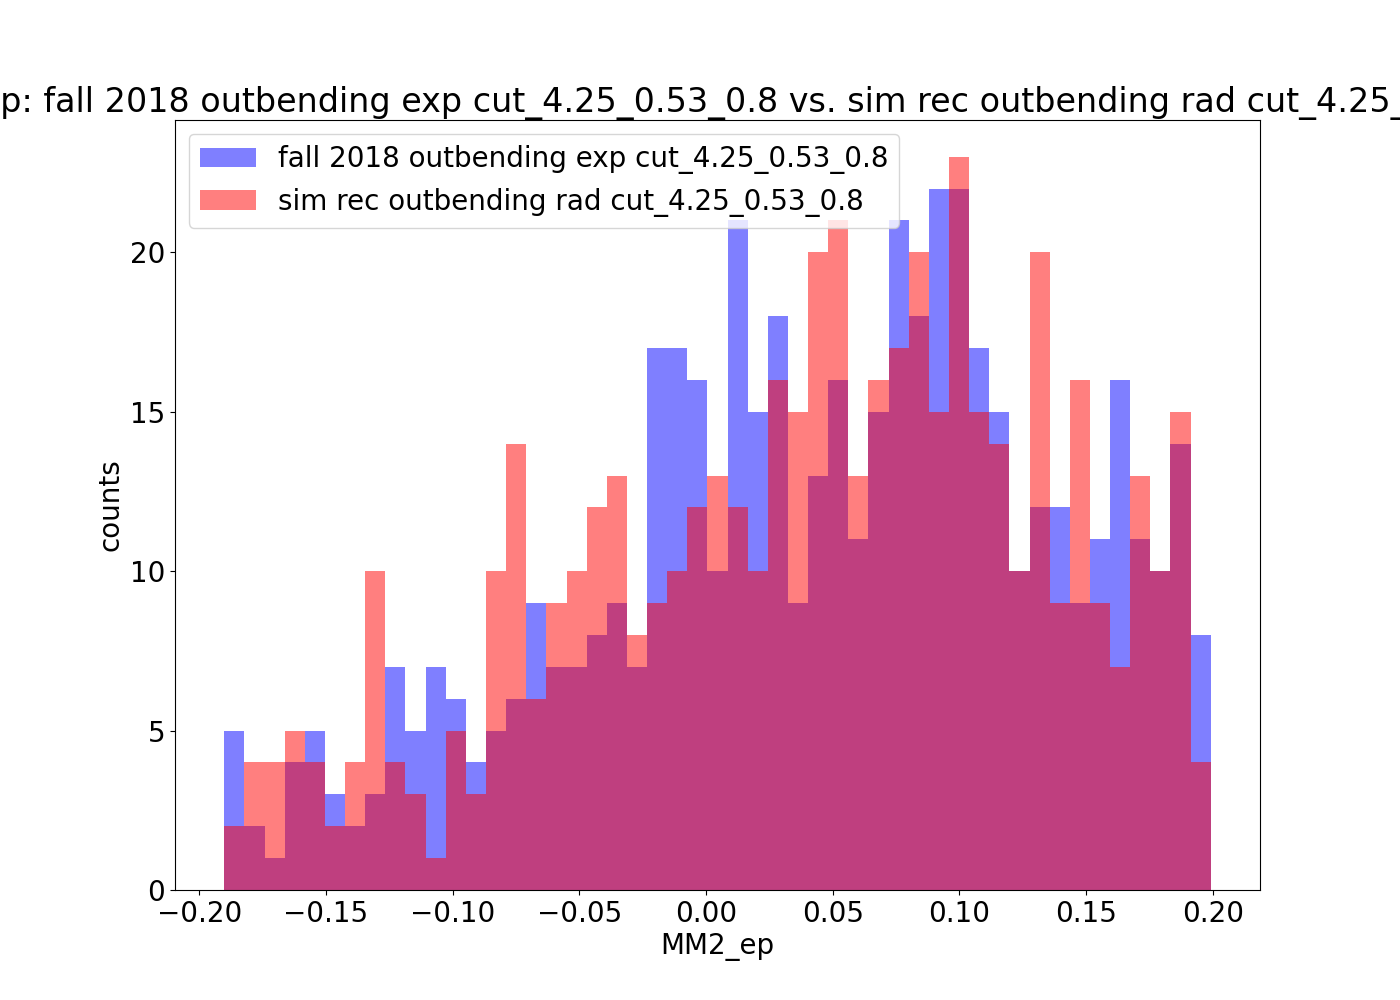 p: fall 2018 outbending exp cut_4.25_0.53_0.8 vs. sim rec outbending rad cut_4.25_
fall 2018 outbending exp cut_4.25_0.53_0.8
sim rec outbending rad cut_4.25_0.53_0.8
20
15
10
5
0
counts
−0.20 −0.15 −0.10 −0.05 0.00 0.05 0.10 0.15 0.20
MM2_ep